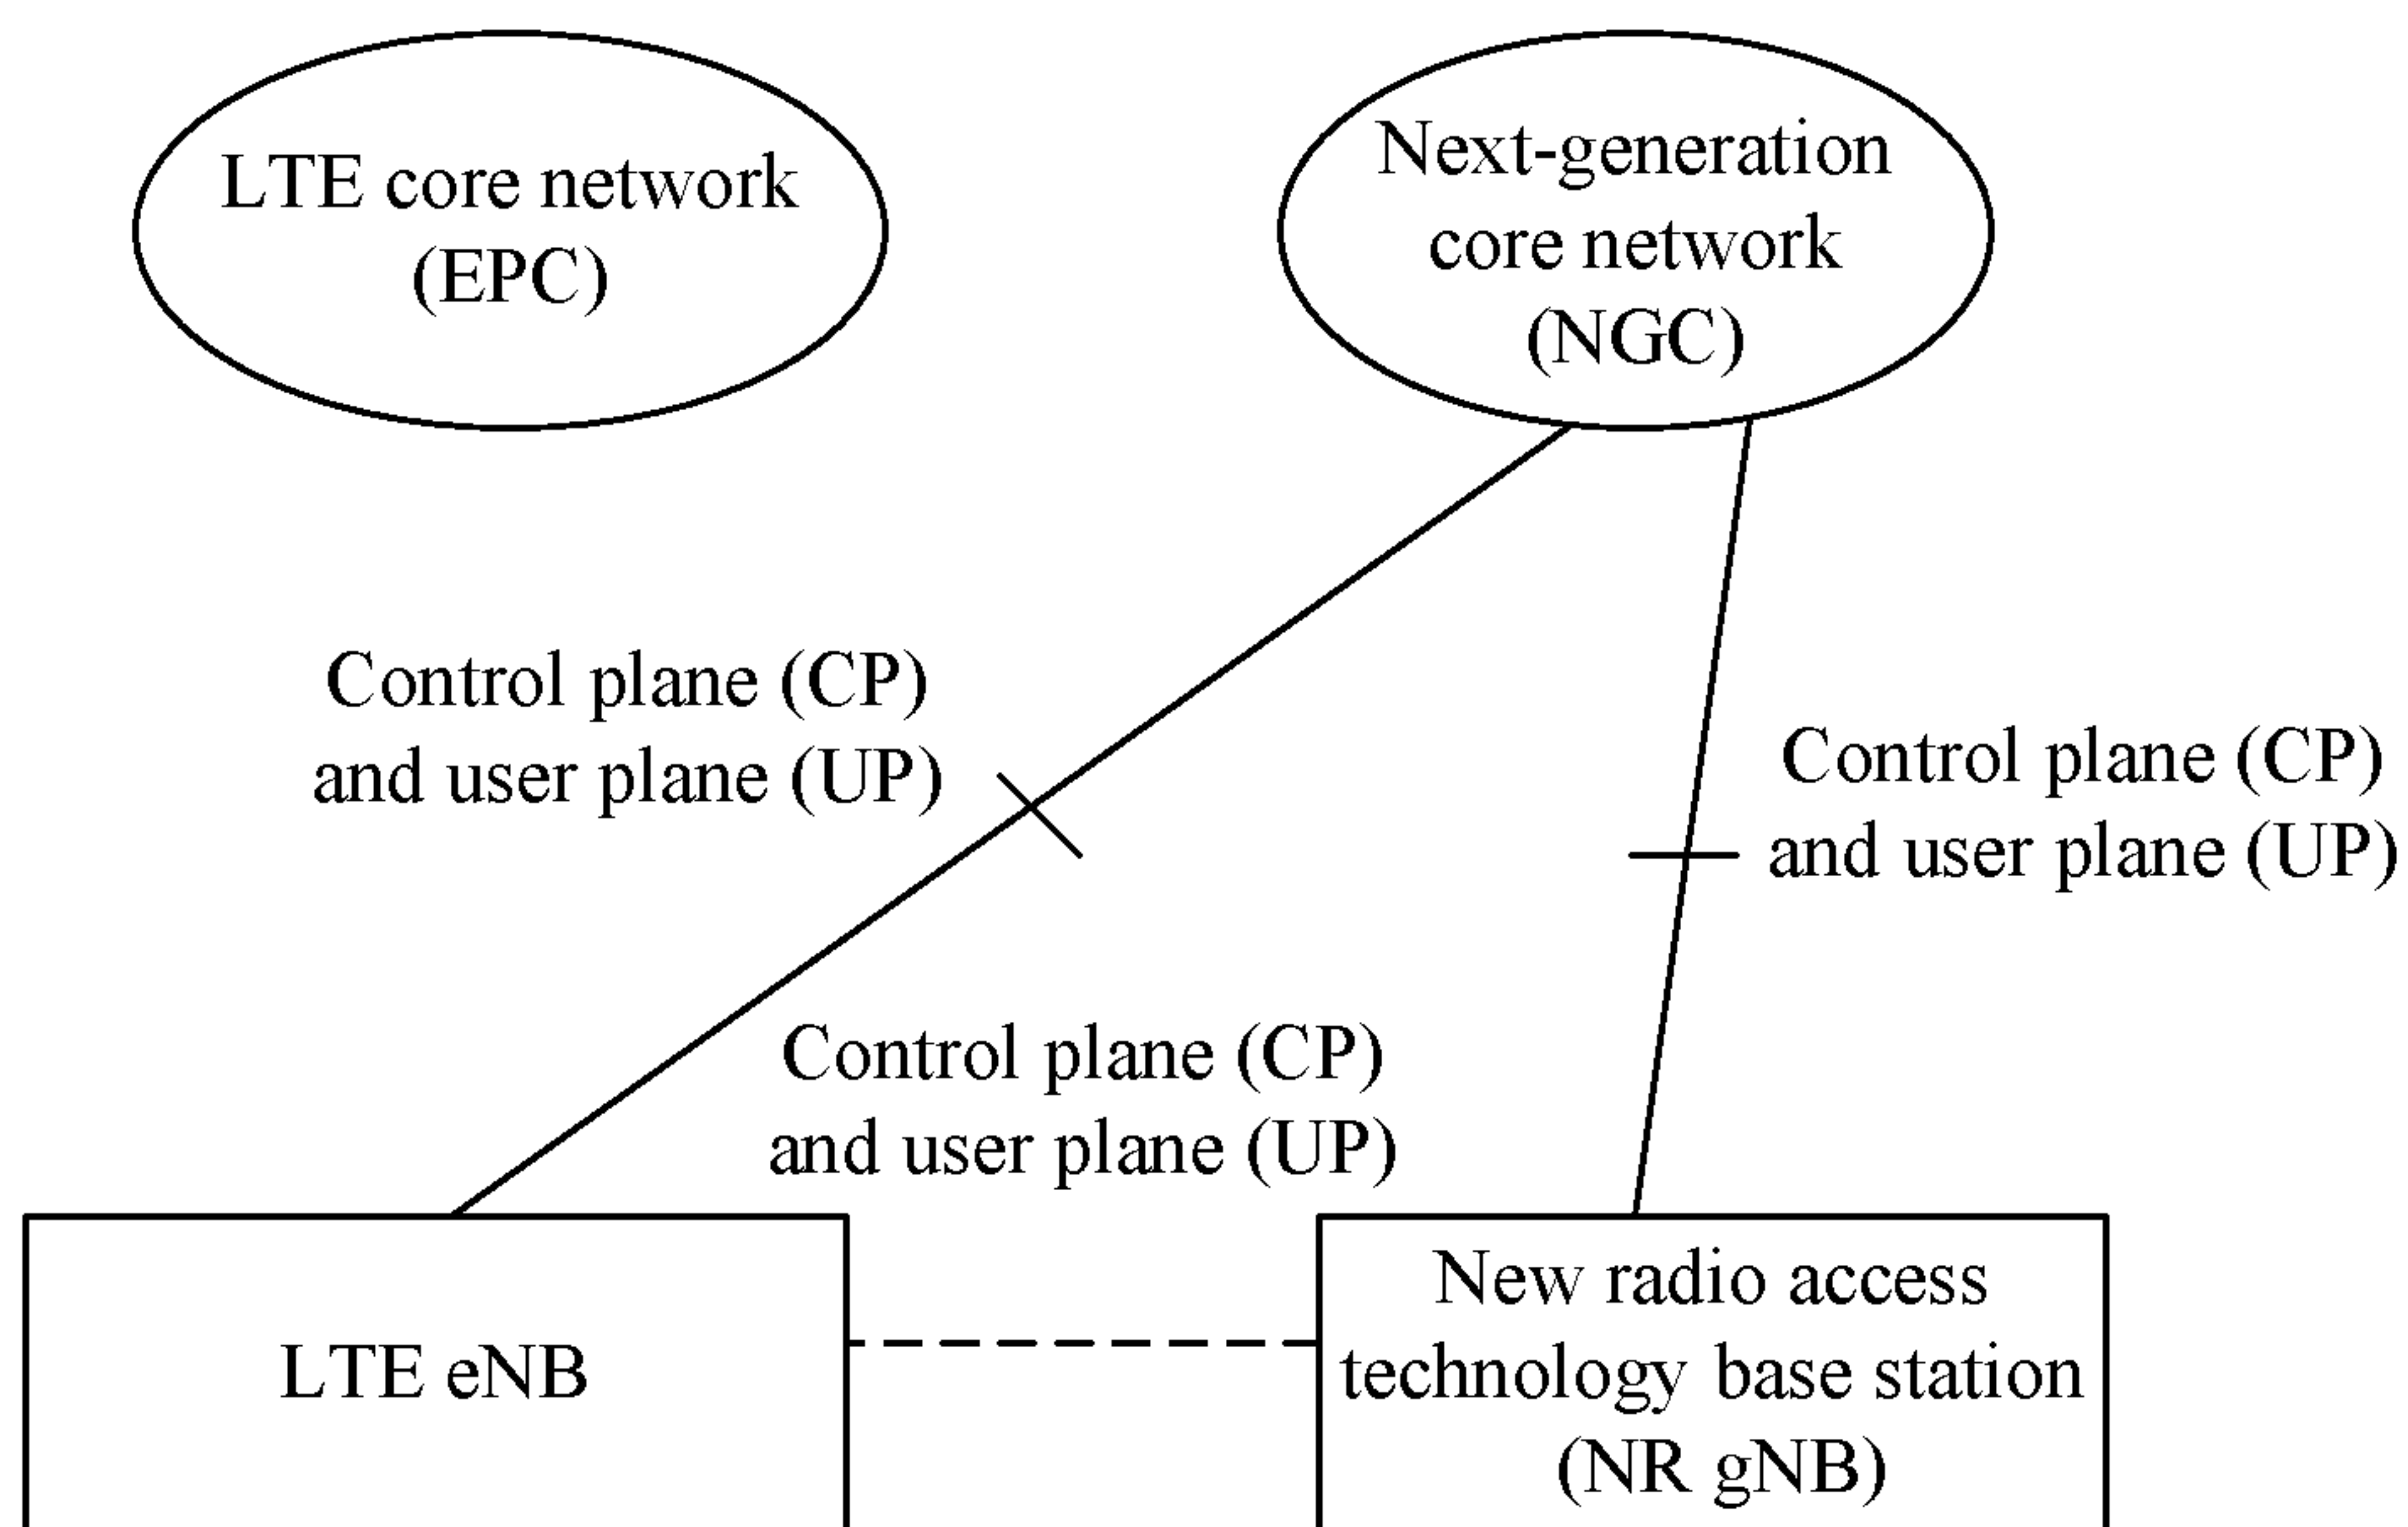 LTE core network
(EPC)
Next-generation
core network
(NGC)
Control plane (CP)
and user plane (UP)
Control plane (CP)
and user plane (UP)
Control plane (CP)
and user plane (UP)
LTE eNB
New radio access
technology base station
(NR gNB)